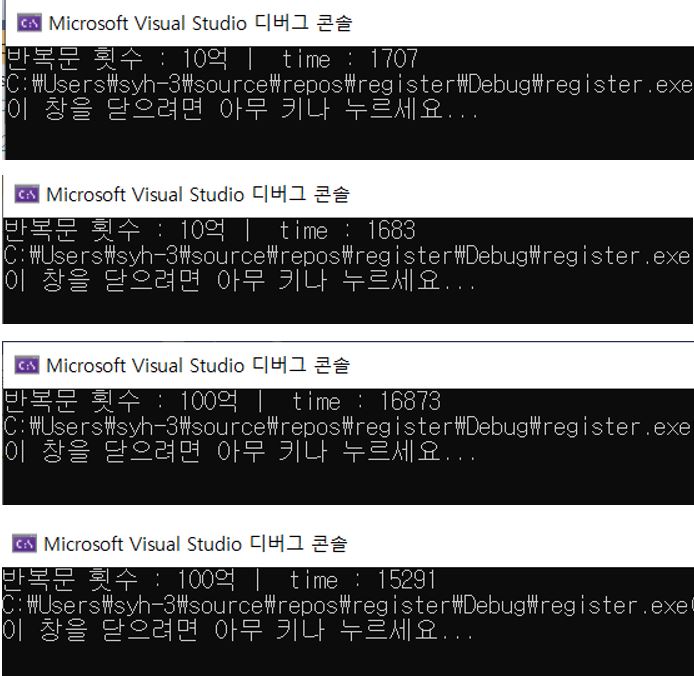 Microsoft Visual Studio 디버그 콘솔
반복문 횟수 : 10억 | time : 1707
C:₩Users₩syh-3₩source₩repos₩register₩Debug₩register.exe
이 창을 닫으려면 아무 키나 누르세요...
Microsoft Visual Studio 디버그 콘솔
반복문 횟수 : 10억 | time : 1683
C:₩Users₩syh-3₩source₩repos₩register₩Debug₩register.exe
이 창을 닫으려면 아무 키나 누르세요...
Microsoft Visual Studio 디버그 콘솔
반복문 횟수 : 100억 | time : 16873
C:₩Users₩syh-3₩source₩repos₩register₩Debug₩register.exe
이 창을 닫으려면 아무 키나 누르세요...
Microsoft Visual Studio 디버그 콘솔
반복문 횟수 : 100억 | time : 15291
C:₩Users₩syh-3₩source₩repos₩register₩Debug₩register.exe
이 창을 닫으려면 아무 키나 누르세요...